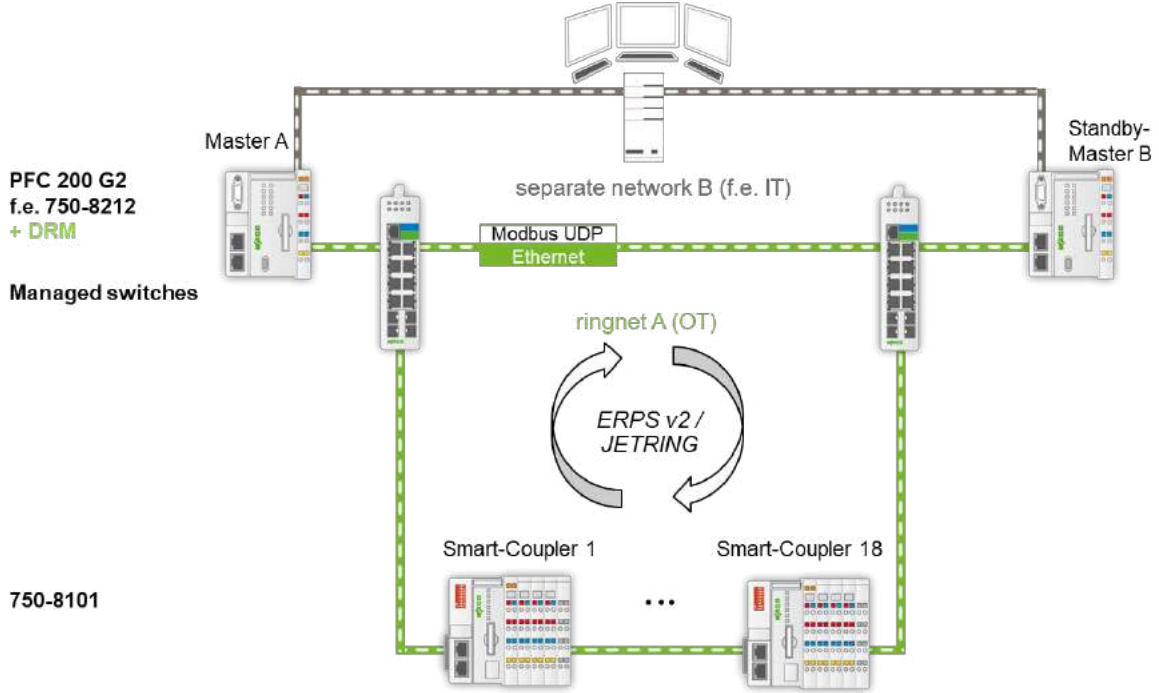 Master A
Standby-
Master B
PFC 200 G2
f.e. 750-8212
+ DRM
separate network B (f.e. IT)
Modbus UDP
Ethernet
Managed switches
ringnet A (OT)
ERPS v2 /
JETRING
Smart-Coupler 1
Smart-Coupler 18
750-8101
...